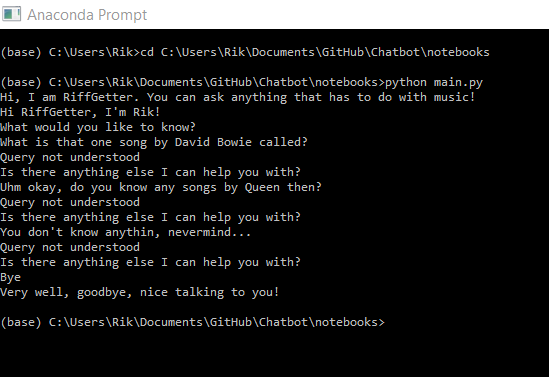 Anaconda Prompt
(base) C:\Users\Rik>cd C:\Users\Rik\Documents\GitHub\Chatbot\notebooks
(base) C:\Users\Rik\Documents\GitHub\Chatbot\notebooks>python main.py
Hi, I am RiffGetter. You can ask anything that has to do with music!
Hi RiffGetter, I'm Rik!
What would you like to know?
What is that one song by David Bowie called?
Query not understood
Is there anything else I can help you with?
Uhm okay, do you know any songs by Queen then?
Query not understood
Is there anything else I can help you with?
You don't know anythin, nevermind...
Query not understood
Is there anything else I can help you with?
Bye
Very well, goodbye, nice talking to you!
(base) C:\Users\Rik\Documents\GitHub\Chatbot\notebooks>